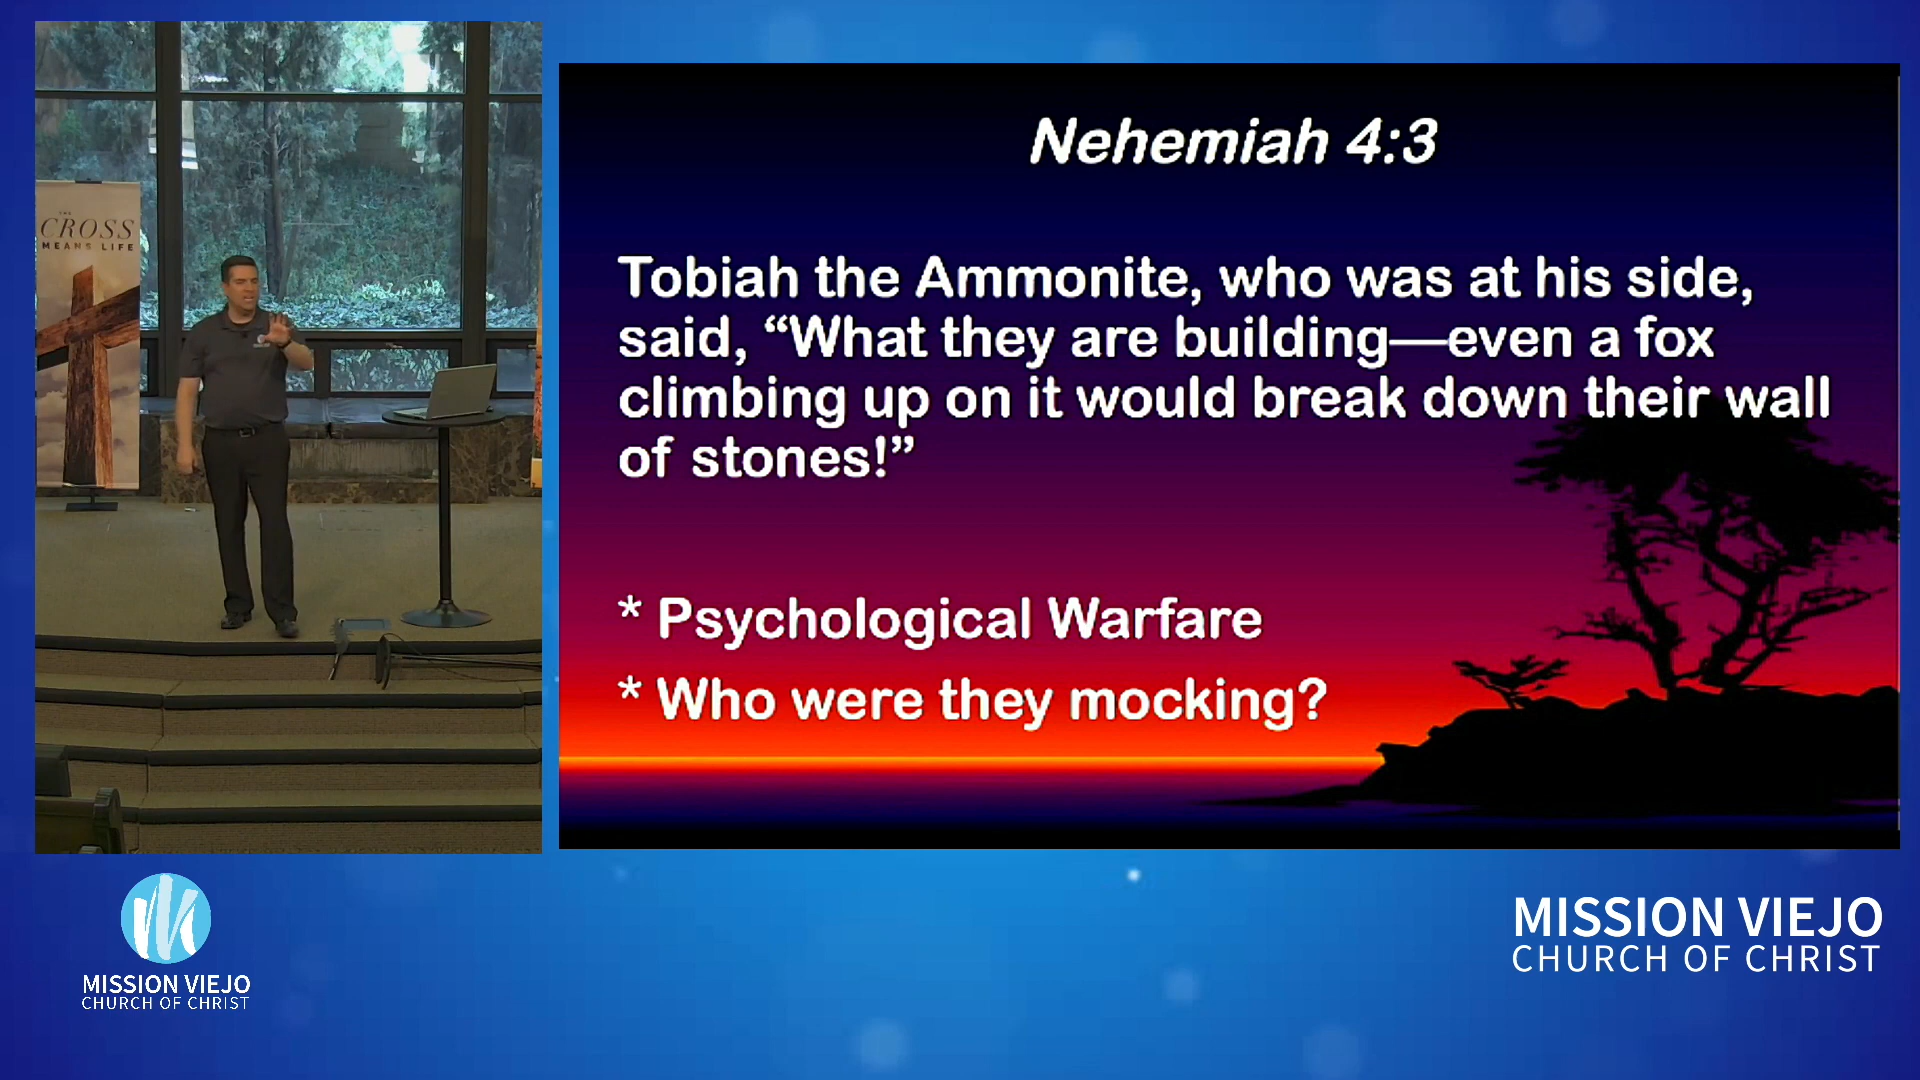 THE
CROSS
MEANS LIFE
Nehemiah 4:3
Tobiah the Ammonite, who was at his side,
said, “What they are building—even a fox
climbing up on it would break down their wall
of stones!”
* Psychological Warfare
* Who were they mocking?
MISSION VIEJO
CHURCH OF CHRIST
MISSION VIEJO
CHURCH OF CHRIST